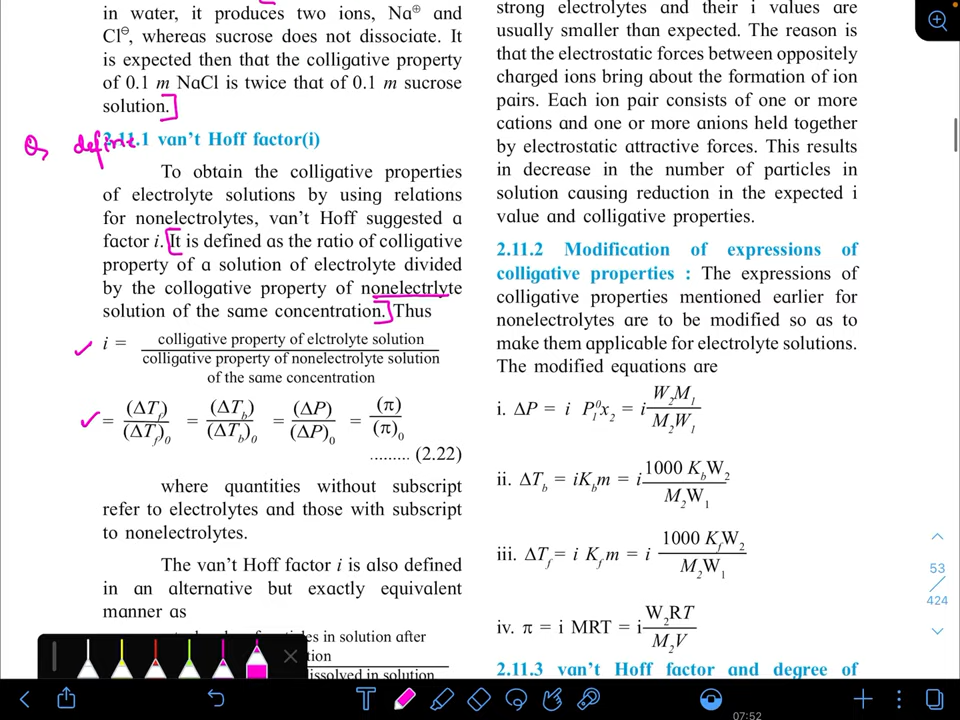 in water, it produces two ions, Na⊕ and
Cl⊖, whereas sucrose does not dissociate. It
is expected then that the colligative property
of 0.1 m NaCl is twice that of 0.1 m sucrose
solution.
Q define
2.11.1 van't Hoff factor(i)
To obtain the colligative properties
of electrolyte solutions by using relations
for nonelectrolytes, van't Hoff suggested a
factor i. It is defined as the ratio of colligative
property of a solution of electrolyte divided
by the collogative property of nonelectrlyte
solution of the same concentration. Thus
i = colligative property of elctrolyte solution
colligative property of nonelectrolyte solution
of the same concentration
= (ΔTf)/(ΔTf)0 = (ΔTb)/(ΔTb)0 = (ΔP)/(ΔP)0 = (π)/(π)0
......... (2.22)
where quantities without subscript
refer to electrolytes and those with subscript
to nonelectrolytes.
The van't Hoff factor i is also defined
in an alternative but exactly equivalent
manner as
in solution after
dissolved in solution
strong electrolytes and their i values are
usually smaller than expected. The reason is
that the electrostatic forces between oppositely
charged ions bring about the formation of ion
pairs. Each ion pair consists of one or more
cations and one or more anions held together
by electrostatic attractive forces. This results
in decrease in the number of particles in
solution causing reduction in the expected i
value and colligative properties.
2.11.2 Modification of expressions of
colligative properties : The expressions of
colligative properties mentioned earlier for
nonelectrolytes are to be modified so as to
make them applicable for electrolyte solutions.
The modified equations are
i. ΔP = i P₁⁰x₂ = i W₂M₁/M₂W₁
ii. ΔTb = iKbm = i 1000 KbW₂/M₂W₁
iii. ΔTf = i Kf m = i 1000 KfW₂/M₂W₁
iv. π = i MRT = i W₂RT/M₂V
2.11.3 van't Hoff factor and degree of
53
424
07:52